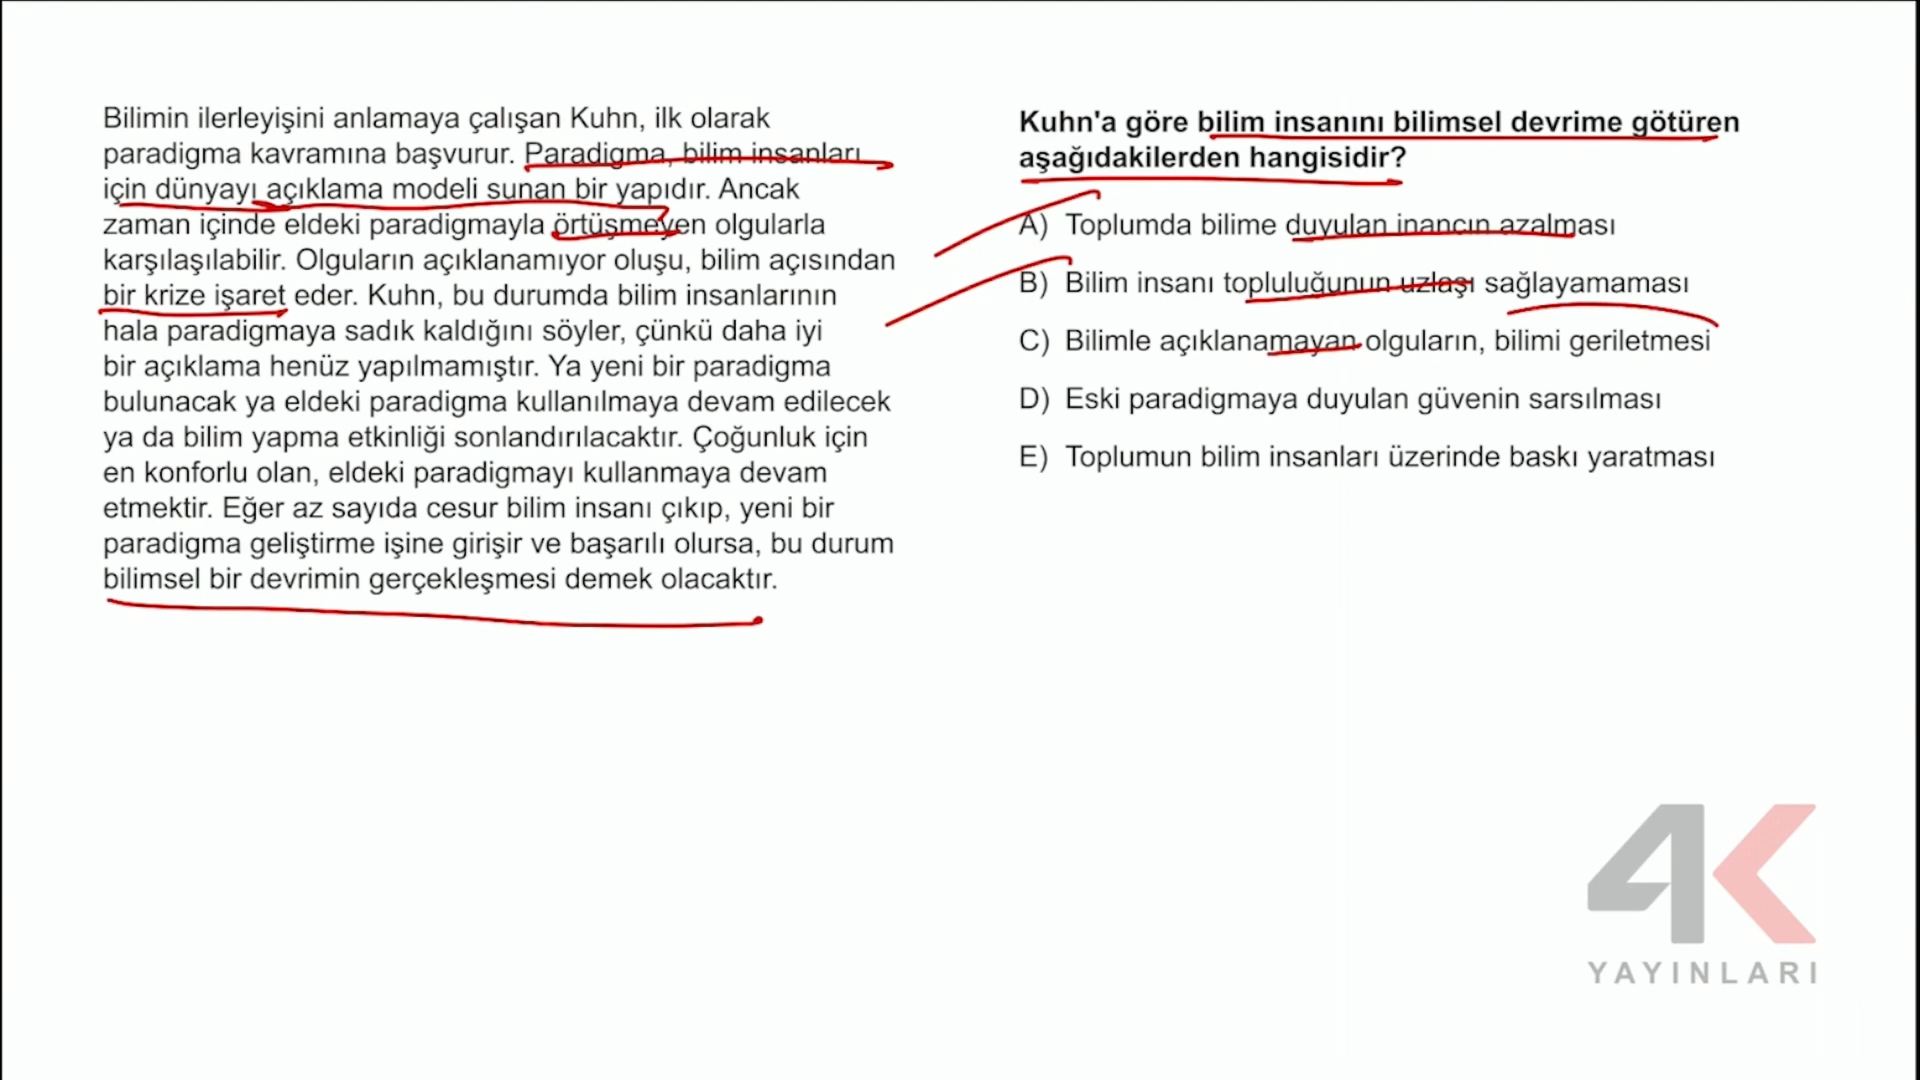 Bilimin ilerleyişini anlamaya çalışan Kuhn, ilk olarak
paradigma kavramına başvurur. Paradigma, bilim insanları
için dünyayı açıklama modeli sunan bir yapıdır. Ancak
zaman içinde eldeki paradigmayla örtüşmeyen olgularla
karşılaşılabilir. Olguların açıklanamıyor oluşu, bilim açısından
bir krize işaret eder. Kuhn, bu durumda bilim insanlarının
hala paradigmaya sadık kaldığını söyler, çünkü daha iyi
bir açıklama henüz yapılmamıştır. Ya yeni bir paradigma
bulunacak ya eldeki paradigma kullanılmaya devam edilecek
ya da bilim yapma etkinliği sonlandırılacaktır. Çoğunluk için
en konforlu olan, eldeki paradigmayı kullanmaya devam
etmektir. Eğer az sayıda cesur bilim insanı çıkıp, yeni bir
paradigma geliştirme işine girişir ve başarılı olursa, bu durum
bilimsel bir devrimin gerçekleşmesi demek olacaktır.
Kuhn'a göre bilim insanını bilimsel devrime götüren
aşağıdakilerden hangisidir?
A) Toplumda bilime duyulan inancın azalması
B) Bilim insanı topluluğunun uzlaşı sağlayamaması
C) Bilimle açıklanamayan olguların, bilimi geriletmesi
D) Eski paradigmaya duyulan güvenin sarsılması
E) Toplumun bilim insanları üzerinde baskı yaratması
4K
YAYINLARI